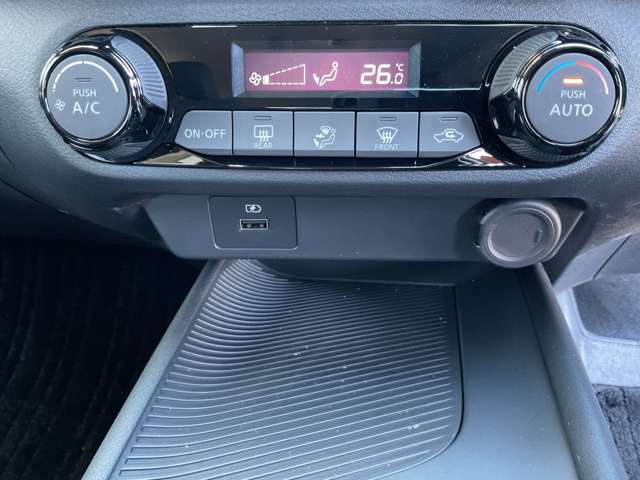 26.0 °C
PUSH
A/C
PUSH
AUTO
ON·OFF
REAR
FRONT